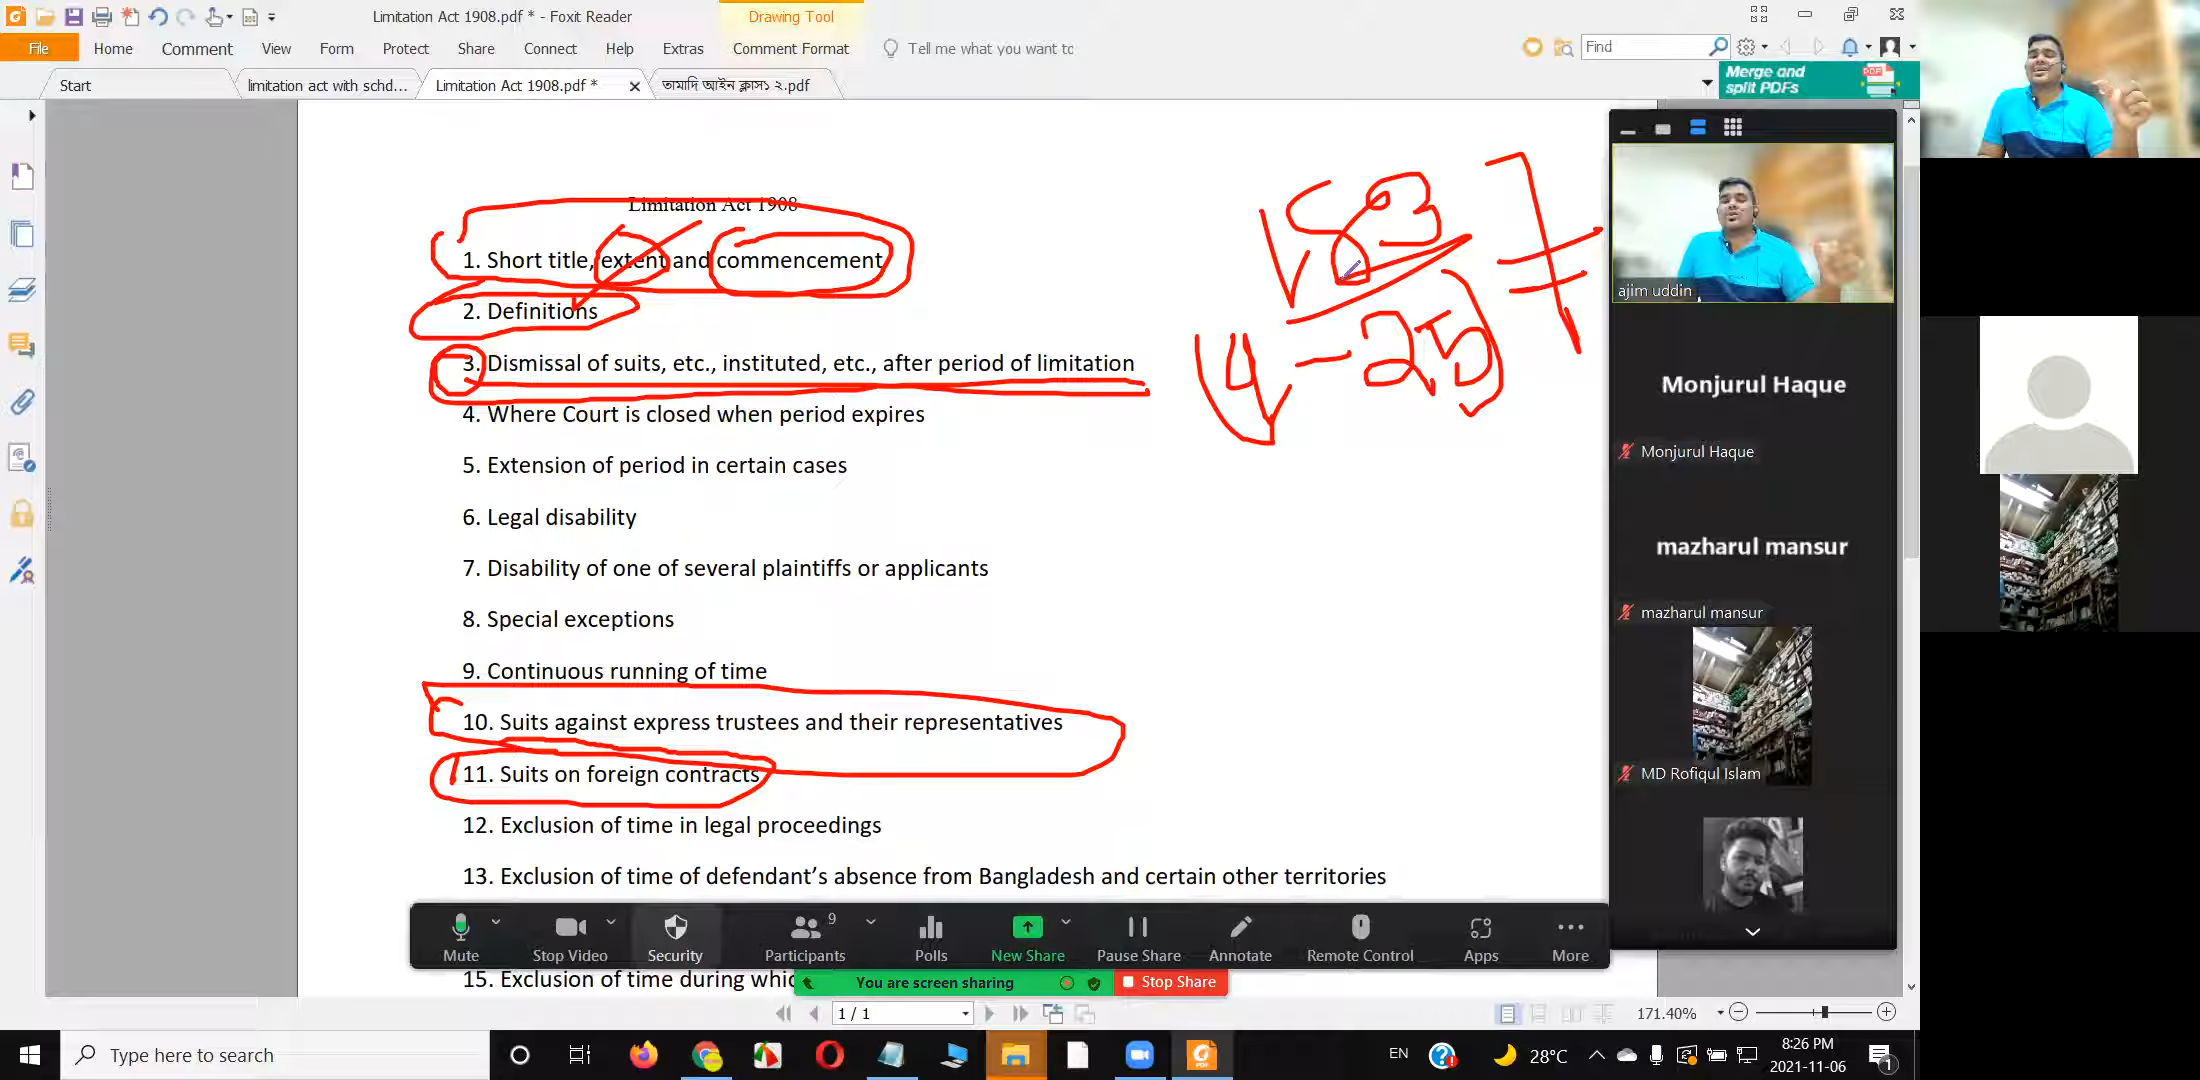 Limitation Act 1908.pdf * - Foxit Reader
Drawing Tool
File
Home
Comment
View
Form
Protect
Share
Connect
Help
Extras
Comment Format
Tell me what you want to
Find
Start
limitation act with schd...
Limitation Act 1908.pdf *
তামাদি আইন ক্লাস১ ২.pdf
Merge and
split PDFs
PDF
Limitation Act 1908
1. Short title, extent and commencement
2. Definitions
3. Dismissal of suits, etc., instituted, etc., after period of limitation
4. Where Court is closed when period expires
5. Extension of period in certain cases
6. Legal disability
7. Disability of one of several plaintiffs or applicants
8. Special exceptions
9. Continuous running of time
10. Suits against express trustees and their representatives
11. Suits on foreign contracts
12. Exclusion of time in legal proceedings
13. Exclusion of time of defendant’s absence from Bangladesh and certain other territories
15. Exclusion of time during whic
3
4 - 25
ajim uddin
Monjurul Haque
Monjurul Haque
mazharul mansur
mazharul mansur
MD Rofiqul Islam
Mute
Stop Video
Security
Participants
9
Polls
New Share
Pause Share
Annotate
Remote Control
Apps
More
You are screen sharing
Stop Share
1 / 1
171.40%
Type here to search
EN
28°C
8:26 PM
2021-11-06
1